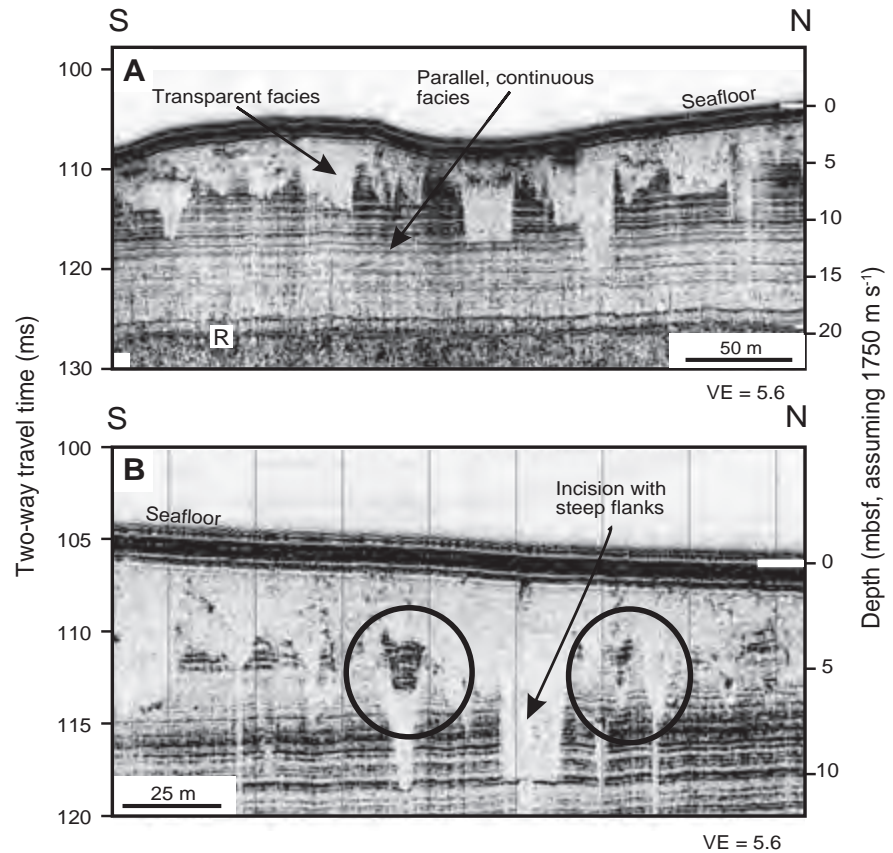 S
N
A
Transparent facies
Parallel, continuous
facies
Seafloor
100
110
120
130
0
5
10
15
20
R
50 m
VE = 5.6
Two-way travel time (ms)
Depth (mbsf, assuming 1750 m s-1)
S
N
B
Seafloor
Incision with
steep flanks
100
105
110
115
120
0
5
10
25 m
VE = 5.6